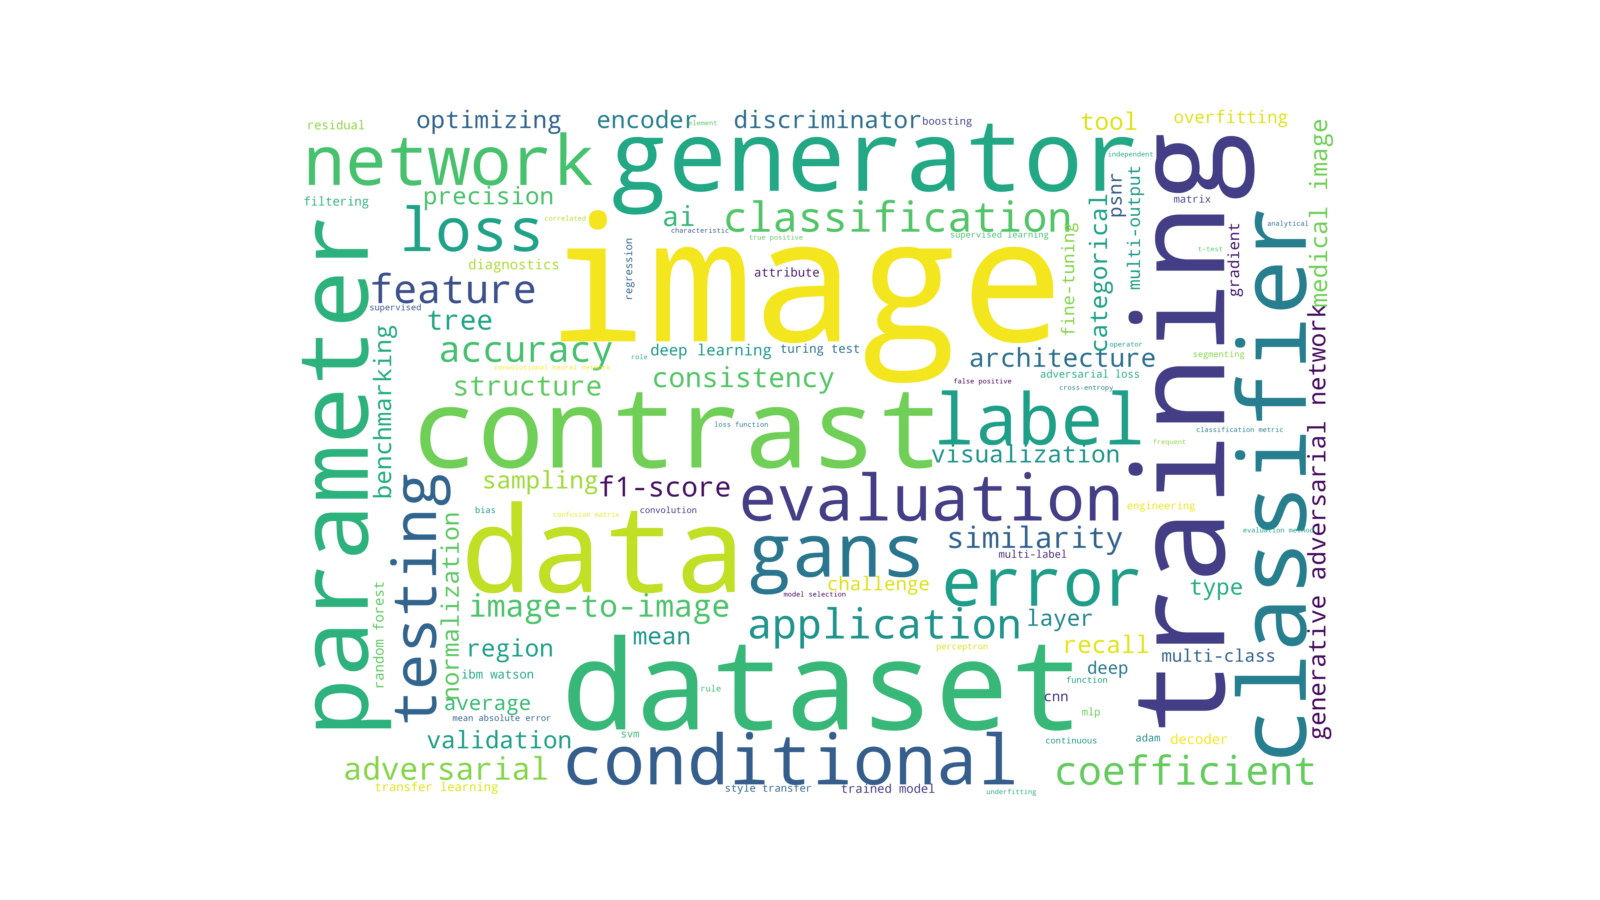 residual
optimizing
encoder
element
discriminator
boosting
tool
overfitting
network
generator
independent
training
medical image
filtering
precision
correlated
ai
characteristic
classification
true positive
supervised learning
categorical
psnr
multi-output
matrix
analytical
parameter
loss
diagnostics
regression
image
attribute
fine-tuning
gradient
t-test
classifier
feature
supervised
tree
benchmarking
accuracy
convolutional neural network
role
deep learning
turing test
architecture
operator
segmenting
generative adversarial network
structure
consistency
false positive
adversarial loss
cross-entropy
contrast
loss function
label
visualization
frequent
classification metric
testing
sampling
f1-score
evaluation
engineering
bias
confusion matrix
convolution
normalization
data
gans
similarity
multi-label
evaluation method
random forest
image-to-image
challenge
model selection
error
type
region
mean
application
layer
perceptron
recall
multi-class
ibm watson
dataset
rule
deep
function
cnn
average
mean absolute error
mlp
validation
svm
conditional
continuous
adam
decoder
adversarial
coefficient
transfer learning
style transfer
trained model
underfitting